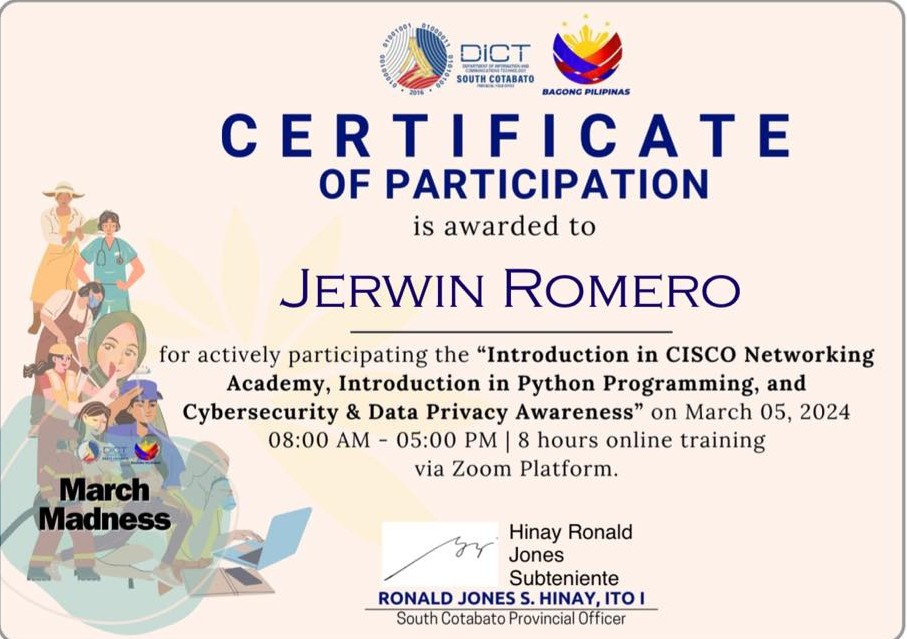 01001001 01000011 01000100 01010100
• 2016 •
DICT
DEPARTMENT OF INFORMATION AND
COMMUNICATIONS TECHNOLOGY
SOUTH COTABATO
PROVINCIAL FIELD OFFICE
BAGONG PILIPINAS
CERTIFICATE
OF PARTICIPATION
is awarded to
JERWIN ROMERO
for actively participating the “Introduction in CISCO Networking
Academy, Introduction in Python Programming, and
Cybersecurity & Data Privacy Awareness” on March 05, 2024
08:00 AM - 05:00 PM | 8 hours online training
via Zoom Platform.
DICT
March
Madness
Hinay Ronald
Jones
Subteniente
RONALD JONES S. HINAY, ITO I
South Cotabato Provincial Officer